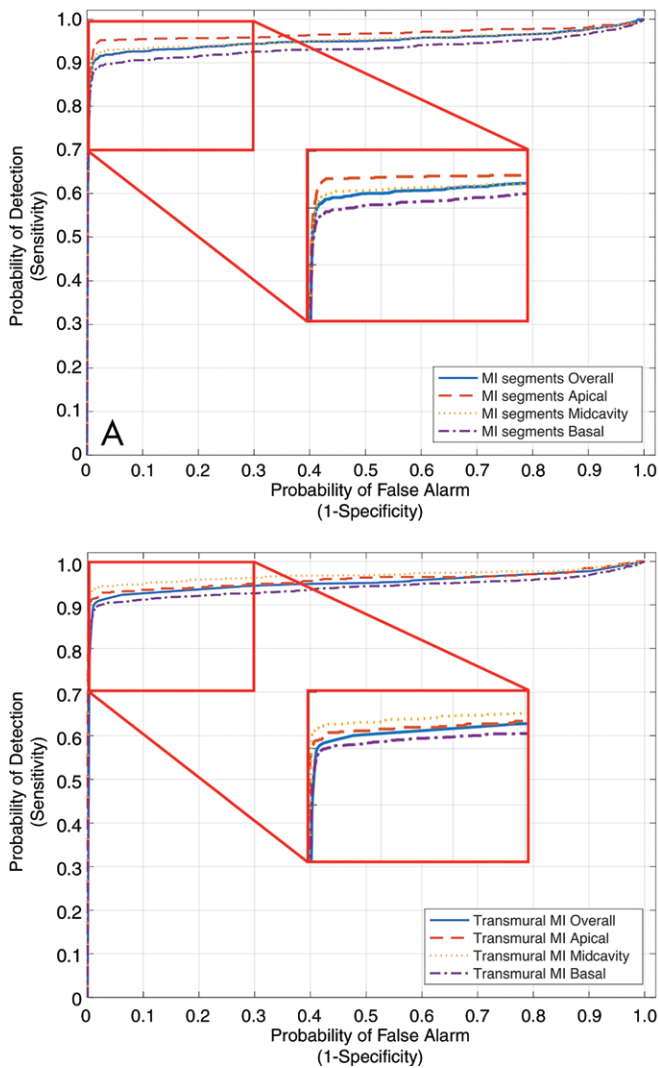 1.0
0.9
0.8
0.7
0.6
0.5
0.4
0.3
0.2
0.1
0
Probability of Detection
(Sensitivity)
MI segments Overall
MI segments Apical
MI segments Midcavity
MI segments Basal
A
0 0.1 0.2 0.3 0.4 0.5 0.6 0.7 0.8 0.9 1.0
Probability of False Alarm
(1-Specificity)
1.0
0.9
0.8
0.7
0.6
0.5
0.4
0.3
0.2
0.1
0
Probability of Detection
(Sensitivity)
Transmural MI Overall
Transmural MI Apical
Transmural MI Midcavity
Transmural MI Basal
0 0.1 0.2 0.3 0.4 0.5 0.6 0.7 0.8 0.9 1.0
Probability of False Alarm
(1-Specificity)